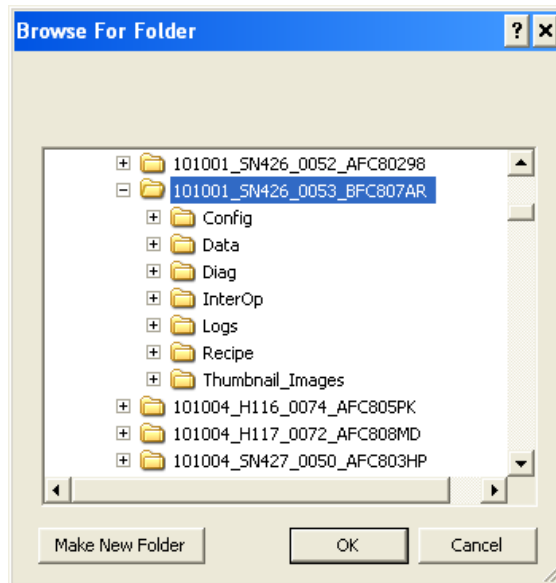 Browse For Folder
101001_SN426_0052_AFC80298
101001_SN426_0053_BFC807AR
Config
Data
Diag
InterOp
Logs
Recipe
Thumbnail_Images
101004_H116_0074_AFC805PK
101004_H117_0072_AFC808MD
101004_SN427_0050_AFC803HP
Make New Folder OK Cancel